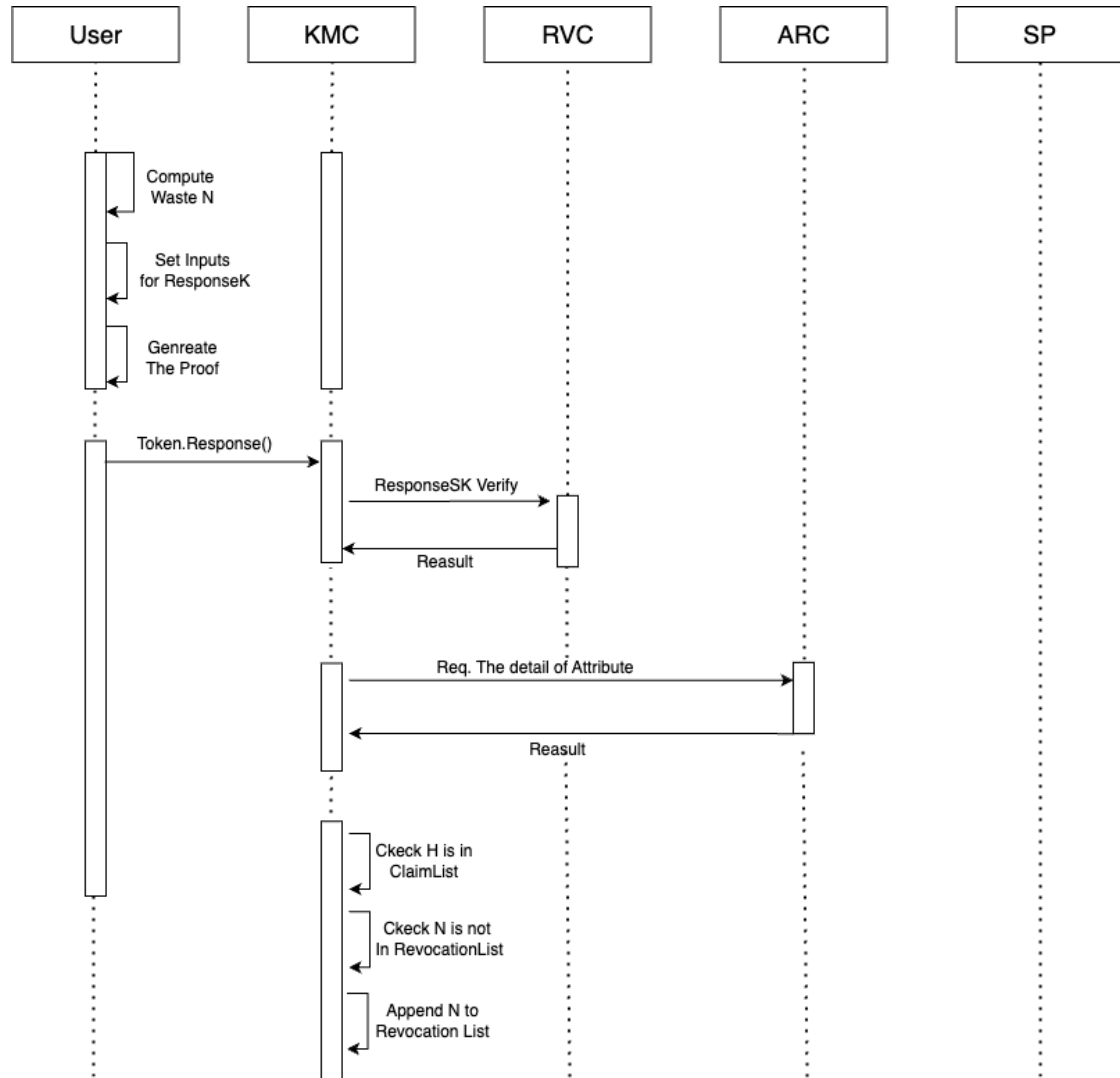 User
KMC
RVC
ARC
SP
Compute
Waste N
Set Inputs
for ResponseK
Genreate
The Proof
Token.Response()
ResponseSK Verify
Reasult
Req. The detail of Attribute
Reasult
Ckeck H is in
ClaimList
Ckeck N is not
In RevocationList
Append N to
Revocation List